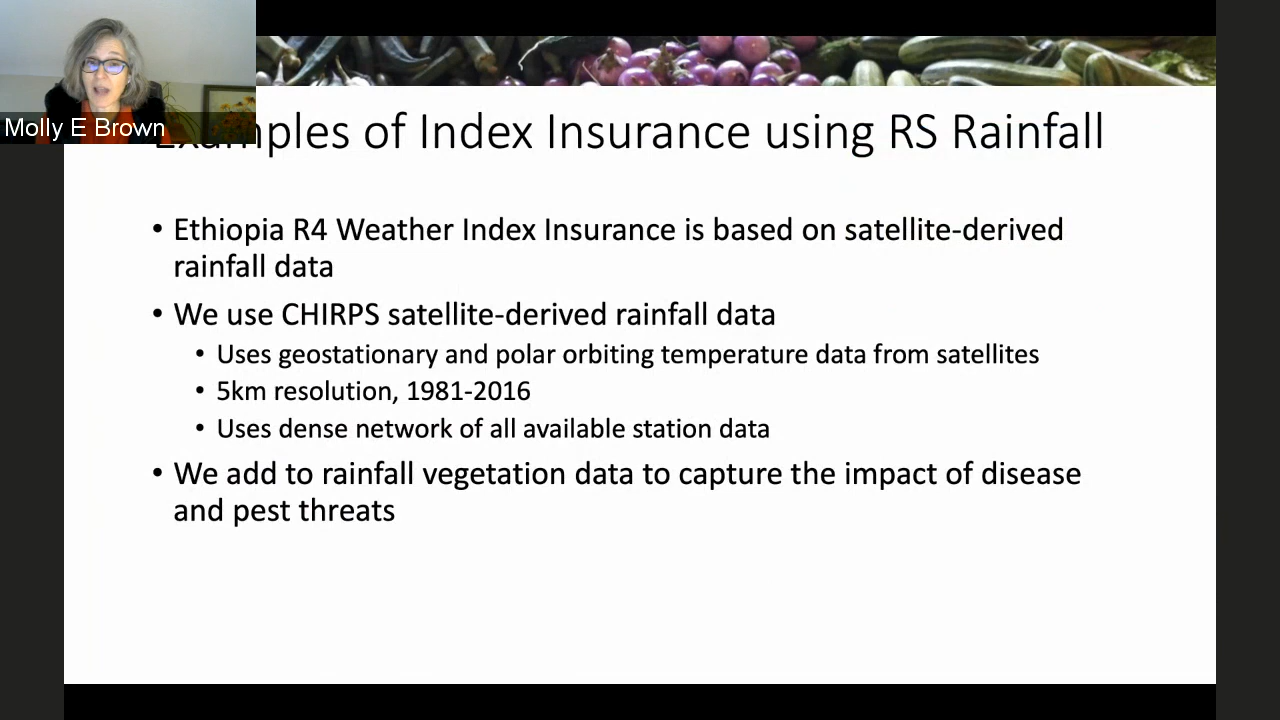 Molly E Brown
Examples of Index Insurance using RS Rainfall
• Ethiopia R4 Weather Index Insurance is based on satellite-derived
rainfall data
• We use CHIRPS satellite-derived rainfall data
• Uses geostationary and polar orbiting temperature data from satellites
• 5km resolution, 1981-2016
• Uses dense network of all available station data
• We add to rainfall vegetation data to capture the impact of disease
and pest threats